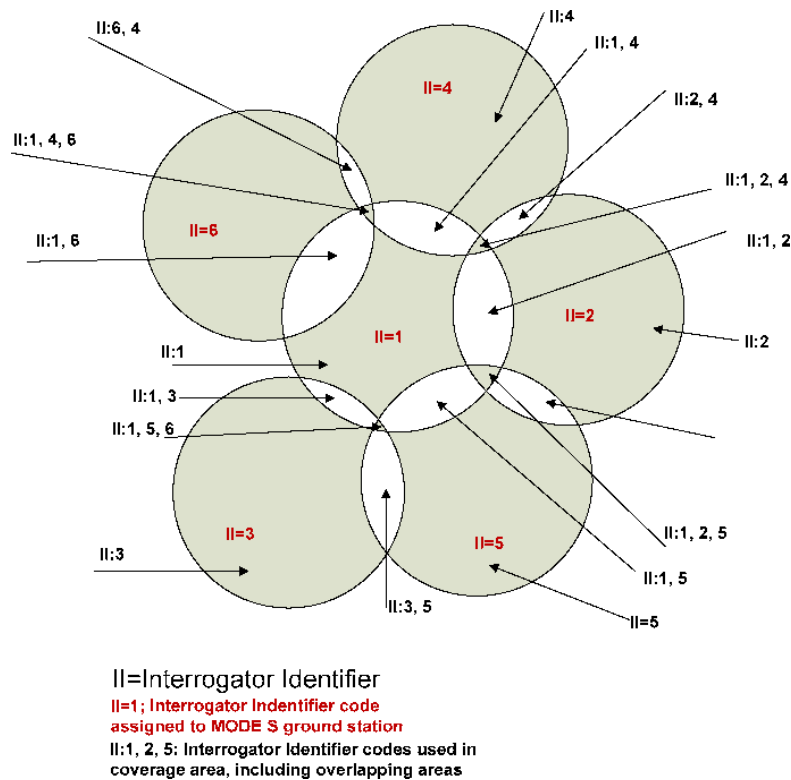 II:6, 4
II:4
II:1, 4
II=4
II:2, 4
II:1, 4, 6
II:1, 2, 4
II=6
II:1, 6
II:1, 2
II=2
II=1
II:2
II:1
II:1, 3
II:1, 5, 6
II=3
II=5
II:1, 2, 5
II:3
II:1, 5
II:3, 5
II=5
II=Interrogator Identifier
II=1; Interrogator Indentifier code
assigned to MODE S ground station
II:1, 2, 5: Interrogator Identifier codes used in
coverage area, including overlapping areas